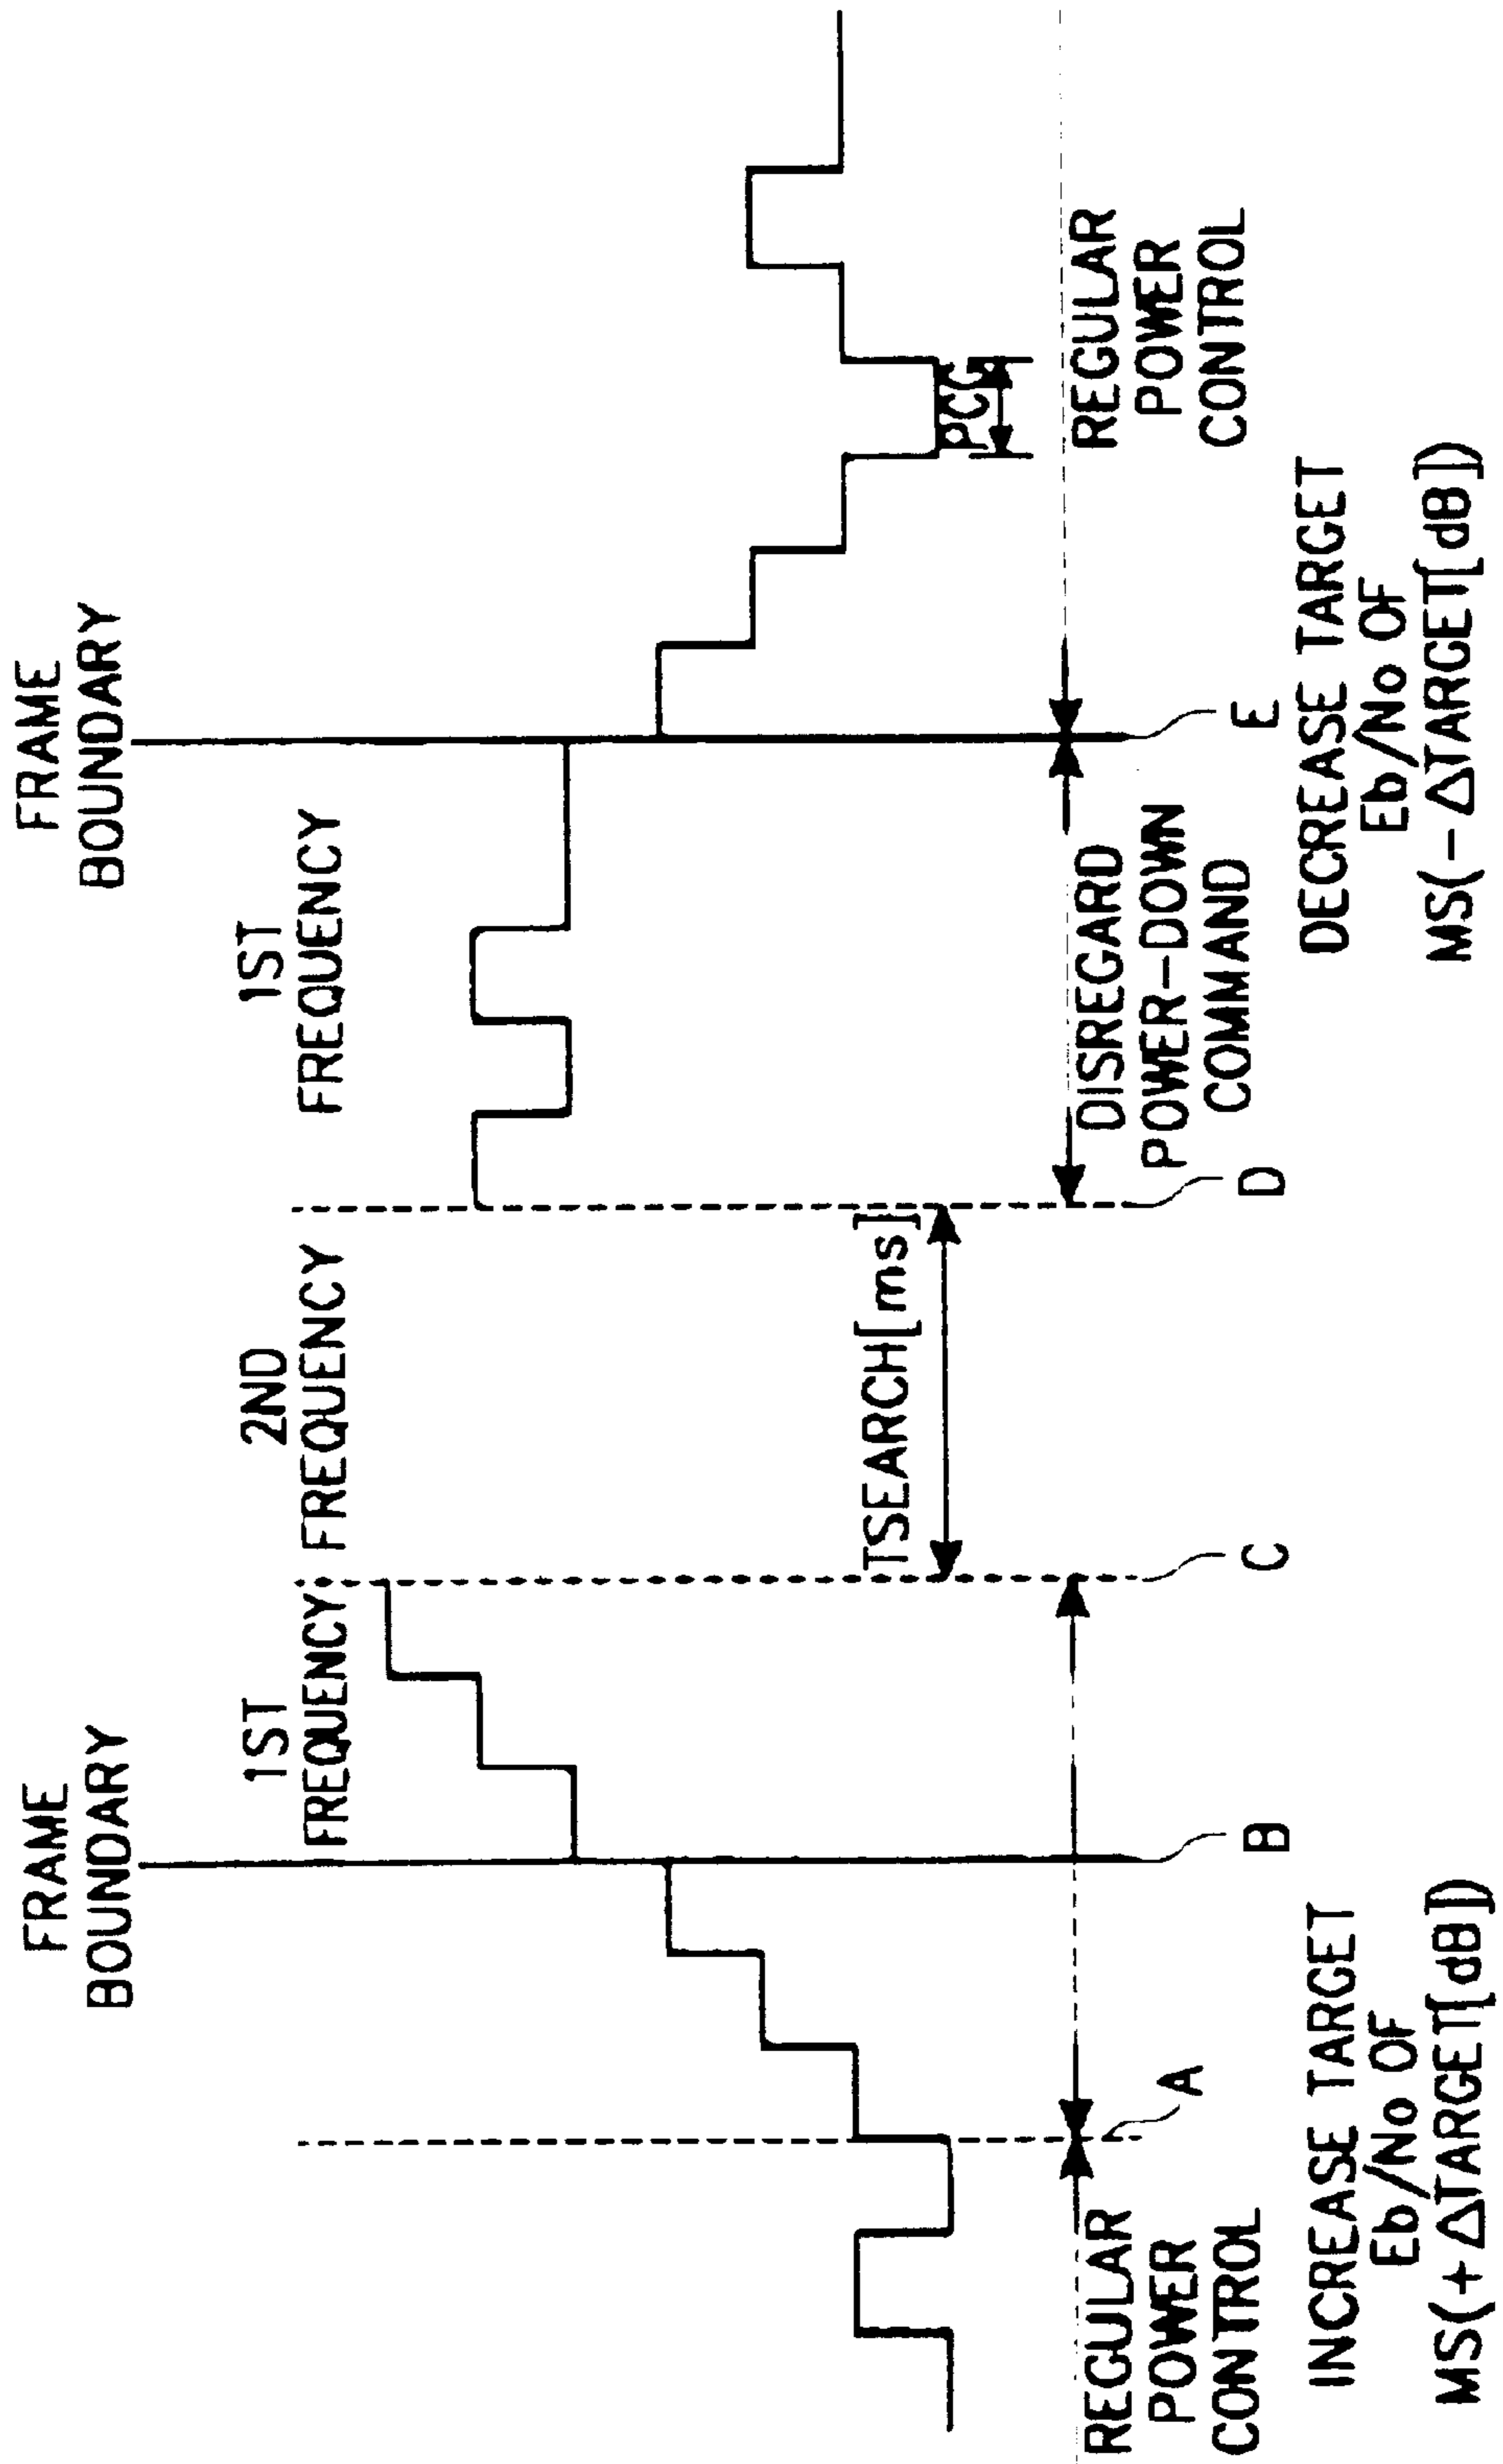 FRAME
BOUNDARY
FRAME
BOUNDARY
1ST
FREQUENCY
2ND
FREQUENCY
1ST
FREQUENCY
TSEARCH[ms]
PCG
A
B
C
D
E
REGULAR
POWER
CONTROL
DISREGARD
POWER-DOWN
COMMAND
REGULAR
POWER
CONTROL
INCREASE TARGET
Eb/No OF
MS(+ΔTARGET[dB])
DECREASE TARGET
Eb/No OF
MS(-ΔTARGET[dB])